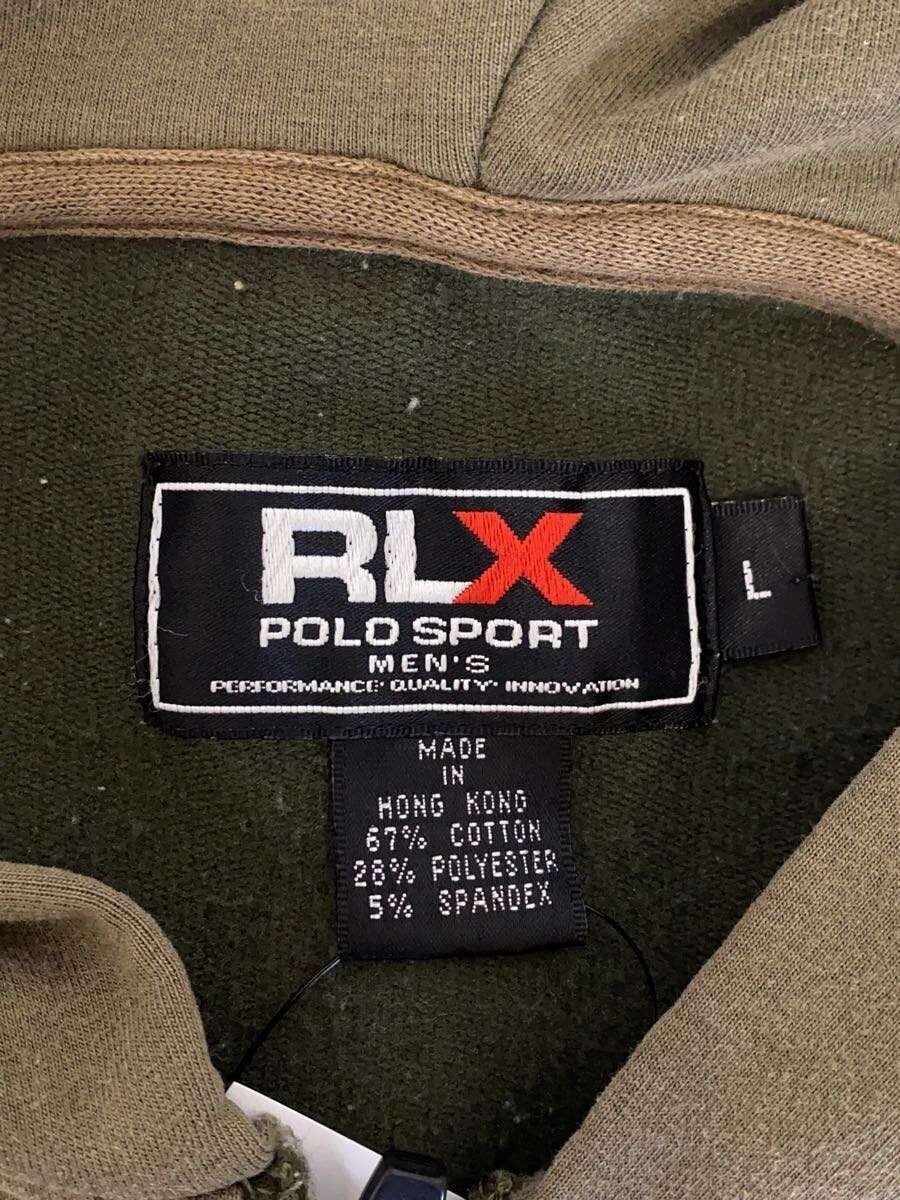 RLX
POLO SPORT
MEN'S
PERFORMANCE· QUALITY· INNOVATION
L
MADE
IN
HONG KONG
67% COTTON
28% POLYESTER
5% SPANDEX